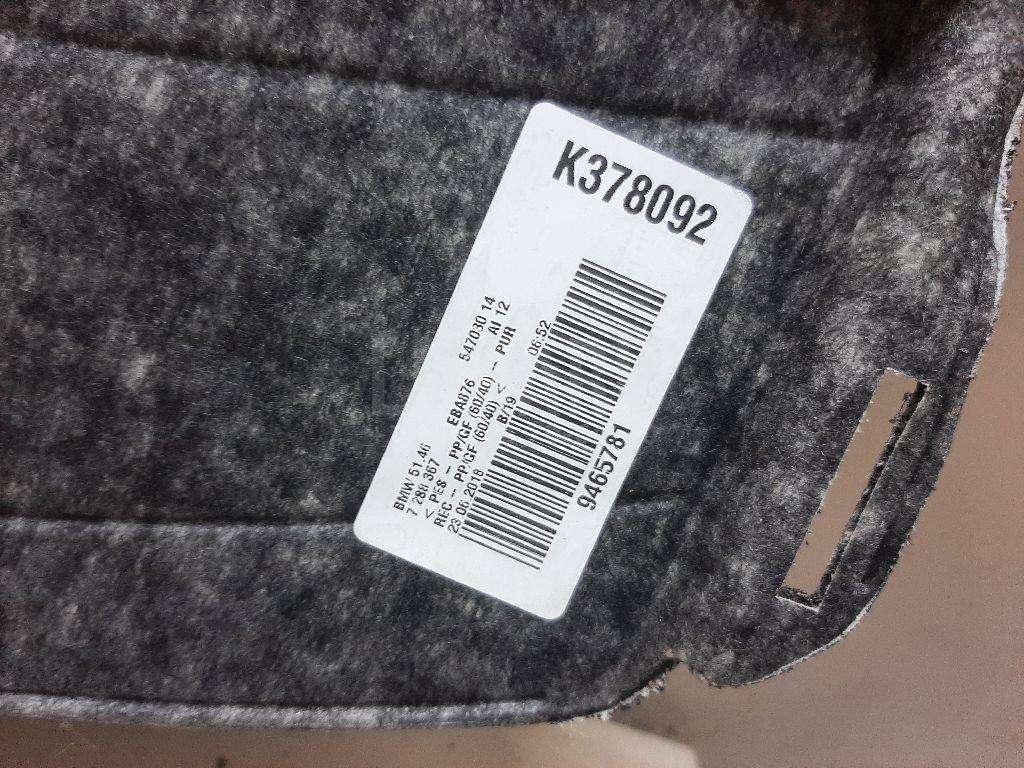 K378092
BMW 51.46
7 288 367 EBA876 547030 14
< PES - PP/GF (60/40) -- PUR AI 12
REC -- PP/GF (60/40) <
23.06.2018 B/19 06:52
9465781